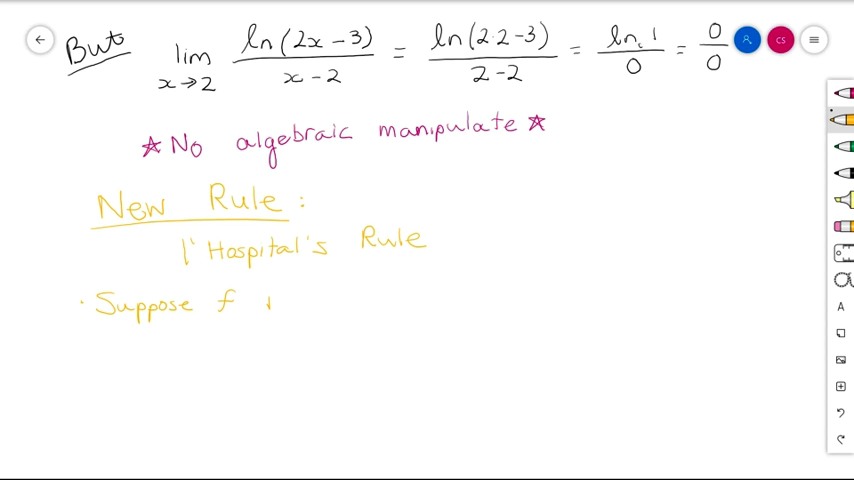 But lim x→2 ln(2x-3)/(x-2) = ln(2·2-3)/(2-2) = ln 1/0 = 0/0
☆ No algebraic manipulate ☆
New Rule:
l'Hospital's Rule
· Suppose f
CS
A